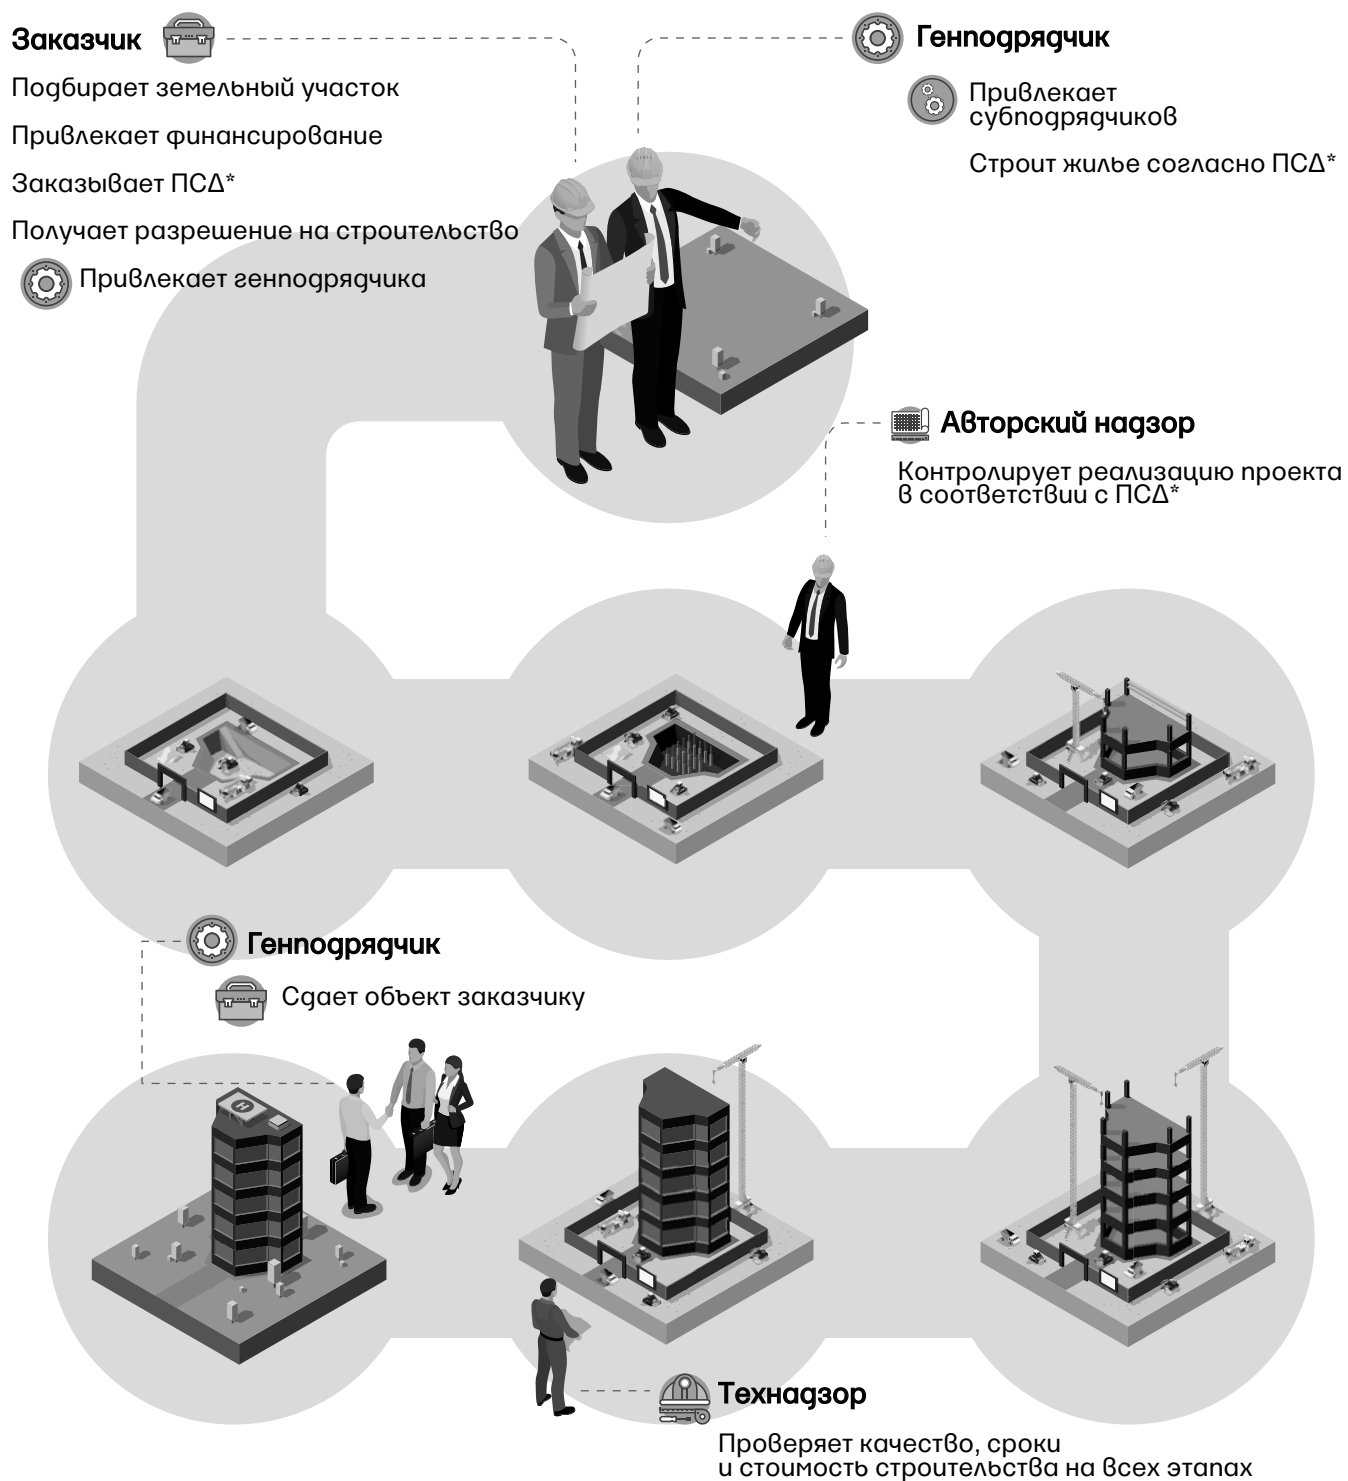 Заказчик
Подбирает земельный участок
Привлекает финансирование
Заказывает ПСД*
Получает разрешение на строительство
Привлекает генподрядчика
Генподрядчик
Привлекает
субподрядчиков
Строит жилье согласно ПСД*
Авторский надзор
Контролирует реализацию проекта
в соответствии с ПСД*
Генподрядчик
Сдает объект заказчику
H
Технадзор
Проверяет качество, сроки
и стоимость строительства на всех этапах